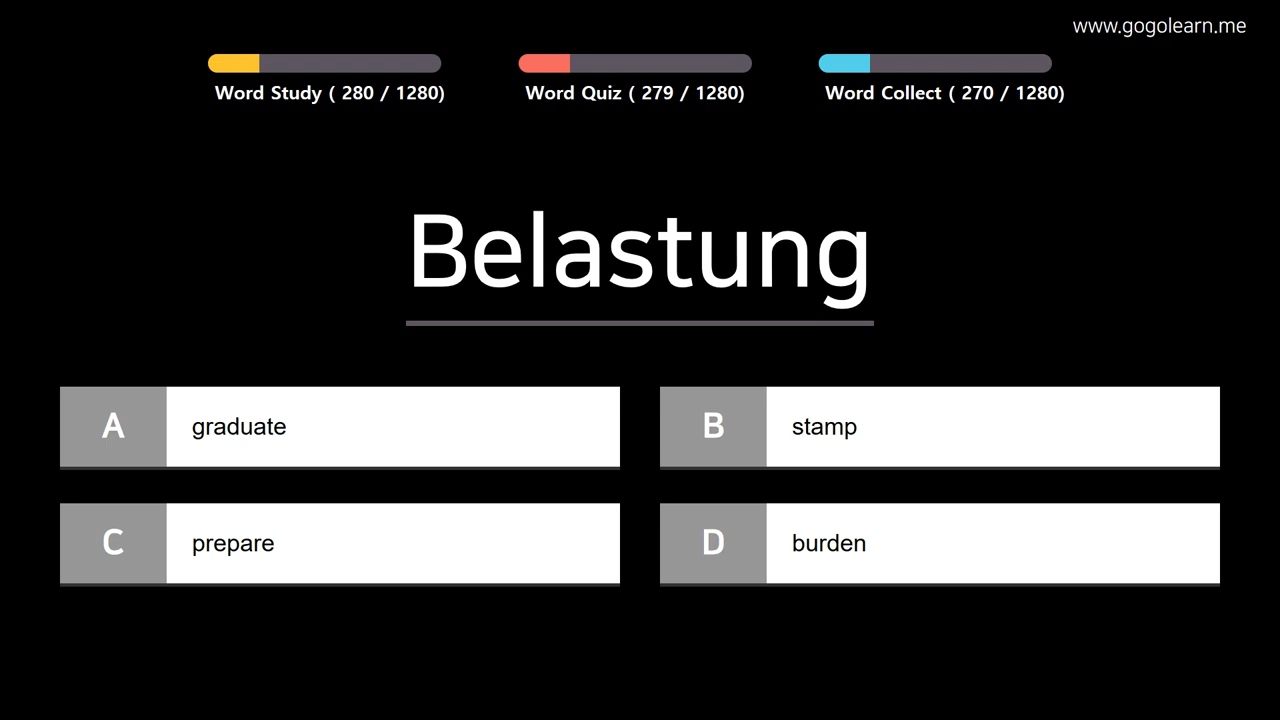 www.gogolearn.me
Word Study ( 280 / 1280)
Word Quiz ( 279 / 1280)
Word Collect ( 270 / 1280)
Belastung
A graduate
B stamp
C prepare
D burden